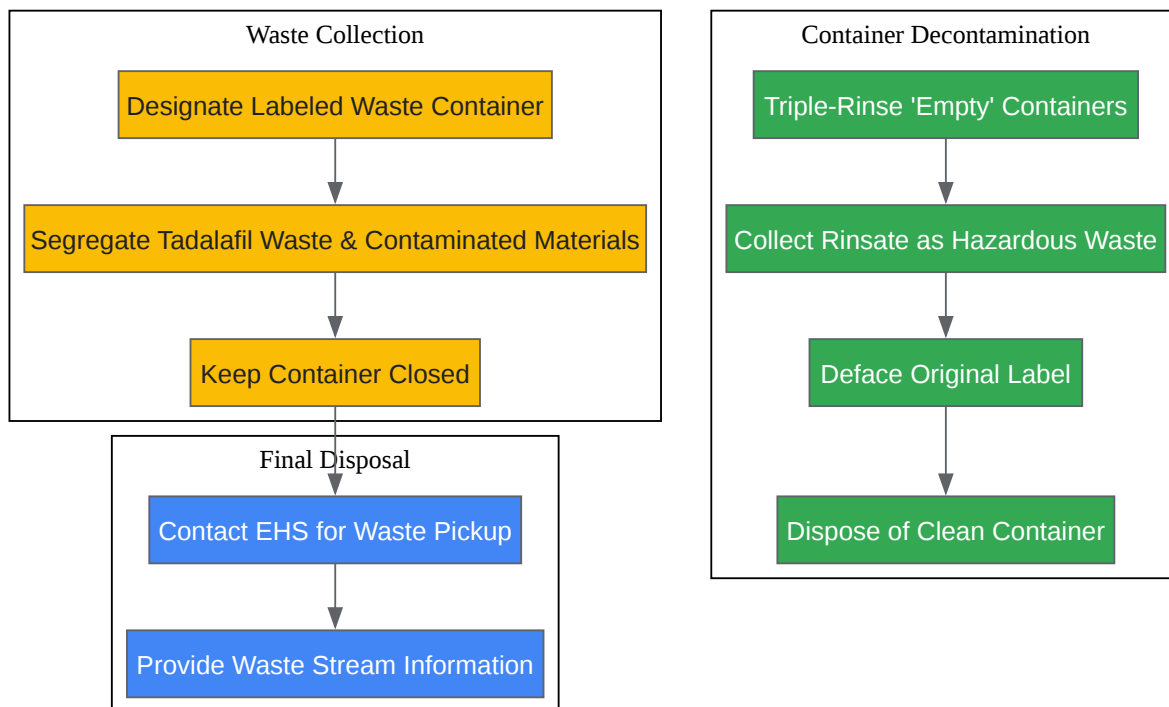 Waste Collection
Designate Labeled Waste Container
Segregate Tadalafil Waste & Contaminated Materials
Keep Container Closed
Final Disposal
Contact EHS for Waste Pickup
Provide Waste Stream Information
Container Decontamination
Triple-Rinse 'Empty' Containers
Collect Rinsate as Hazardous Waste
Deface Original Label
Dispose of Clean Container